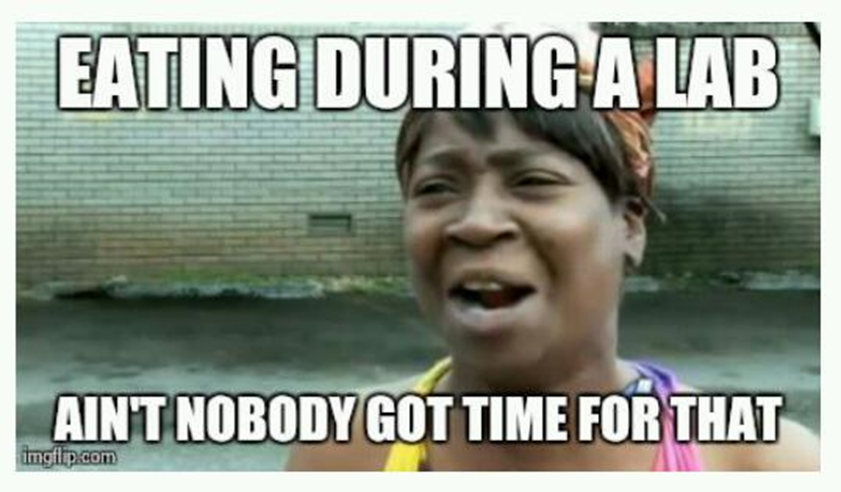 EATING DURING A LAB
AIN'T NOBODY GOT TIME FOR THAT
imgflip.com